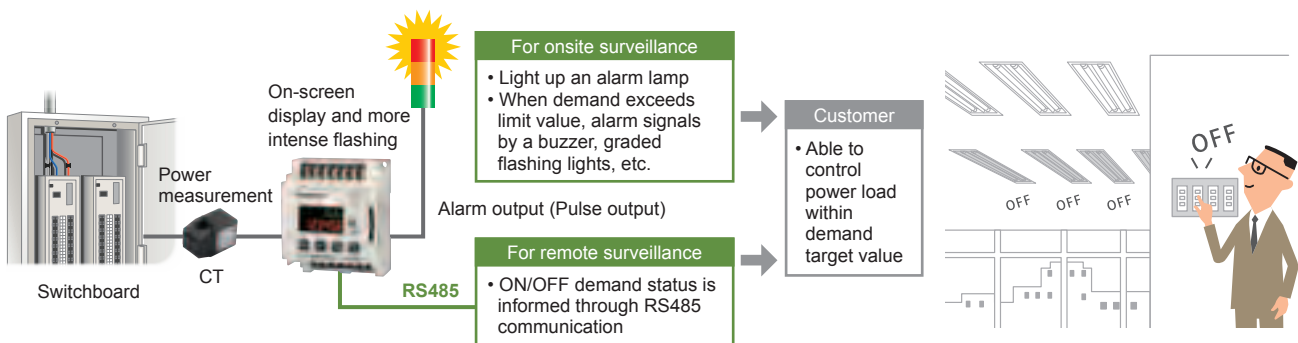 Switchboard
Power
measurement
CT
On-screen
display and more
intense flashing
Alarm output (Pulse output)
RS485
For onsite surveillance
• Light up an alarm lamp
• When demand exceeds
limit value, alarm signals
by a buzzer, graded
flashing lights, etc.
For remote surveillance
• ON/OFF demand status is
informed through RS485
communication
Customer
• Able to
control
power load
within
demand
target value
OFF
OFF
OFF
OFF